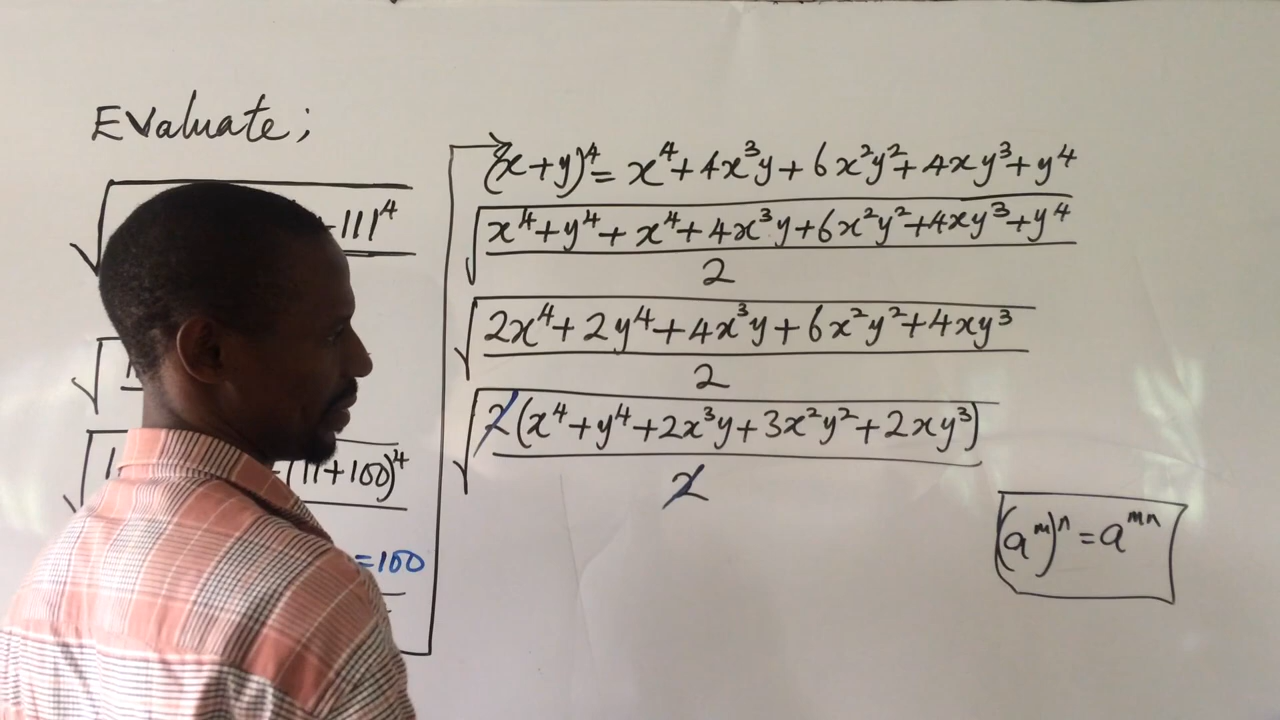 Evaluate;
-111⁴
(11+100)⁴
=100
(x+y)⁴ = x⁴+4x³y+6x²y²+4xy³+y⁴
√(x⁴+y⁴+x⁴+4x³y+6x²y²+4xy³+y⁴
2
√(2x⁴+2y⁴+4x³y+6x²y²+4xy³
2
√2(x⁴+y⁴+2x³y+3x²y²+2xy³)
2
(aᵐ)ⁿ = aᵐⁿ